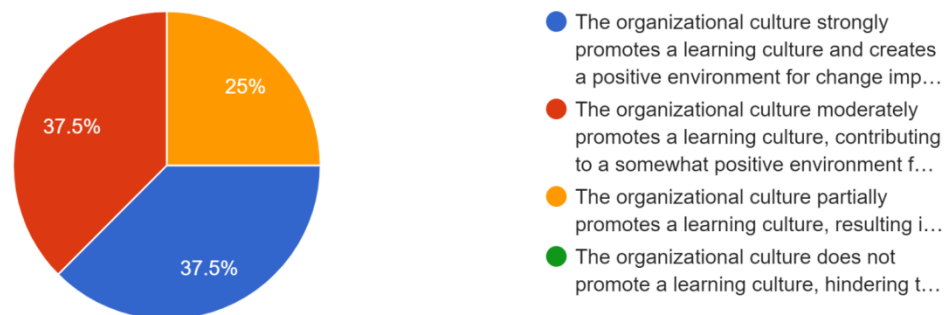 25%
37.5%
37.5%
The organizational culture strongly
promotes a learning culture and creates
a positive environment for change imp…
The organizational culture moderately
promotes a learning culture, contributing
to a somewhat positive environment f…
The organizational culture partially
promotes a learning culture, resulting i…
The organizational culture does not
promote a learning culture, hindering t…